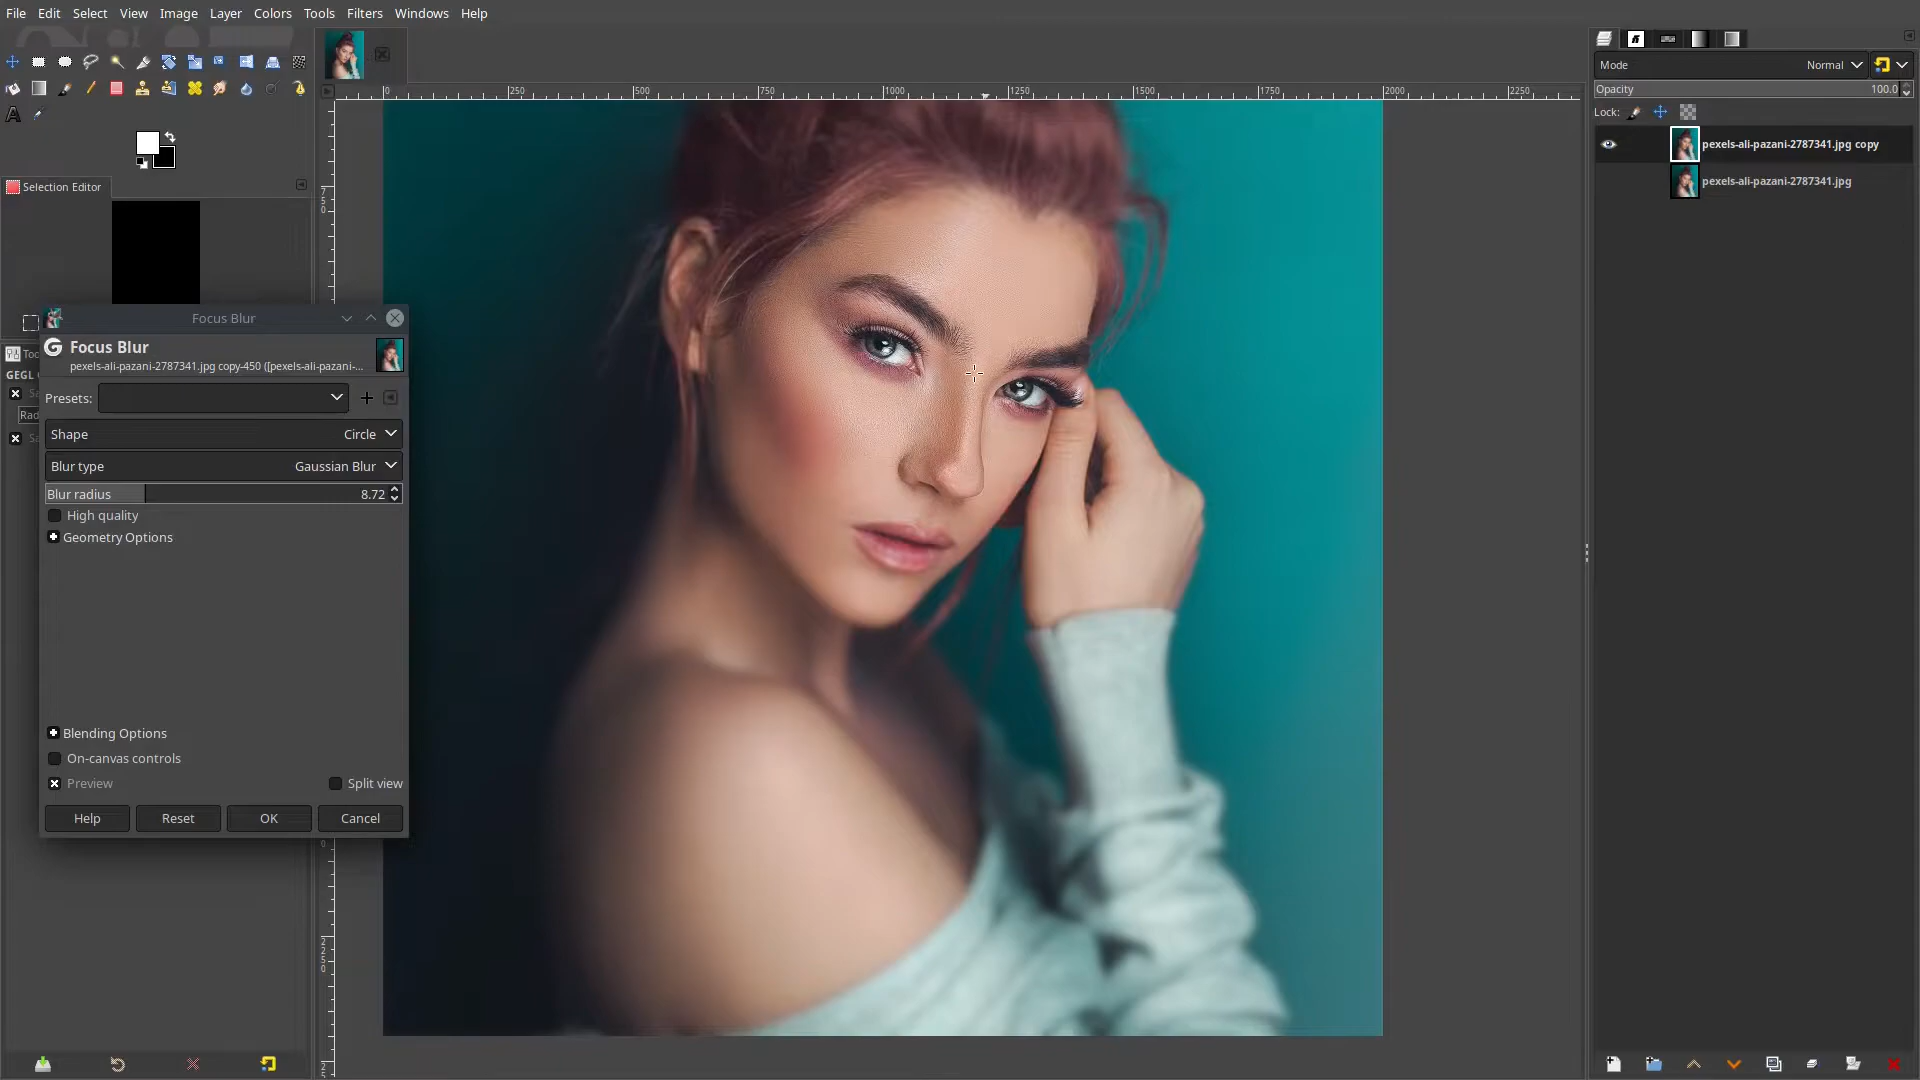 File Edit Select View Image Layer Colors Tools Filters Windows Help
Selection Editor
0 250 500 750 1000 1250 1500 1750 2000 2250
Mode Normal
Opacity 100.0
Lock:
pexels-ali-pazani-2787341.jpg copy
pexels-ali-pazani-2787341.jpg
Focus Blur
Focus Blur
pexels-ali-pazani-2787341.jpg copy-450 ([pexels-ali-pazani-...
GEGL
Presets:
Shape Circle
Blur type Gaussian Blur
Blur radius 8.72
High quality
Geometry Options
Blending Options
On-canvas controls
Preview Split view
Help Reset OK Cancel